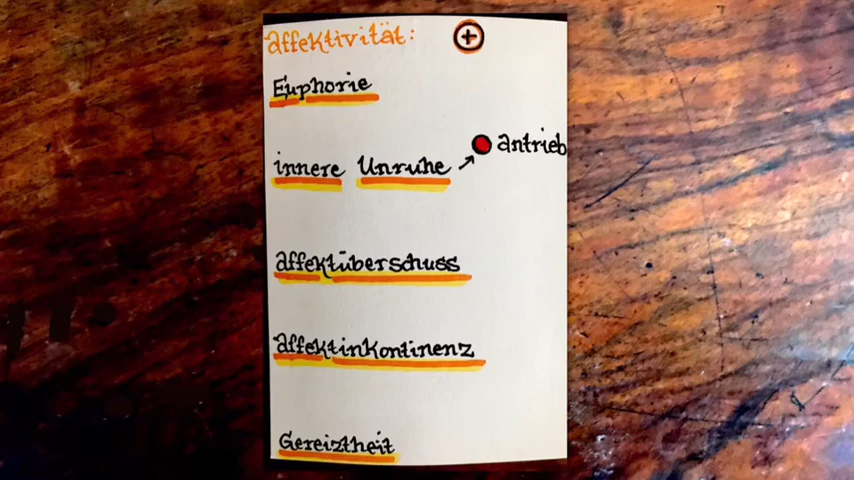 affektivität: +
Euphorie
antrieb
innere Unruhe
affektüberschuss
affektinkontinenz
Gereiztheit